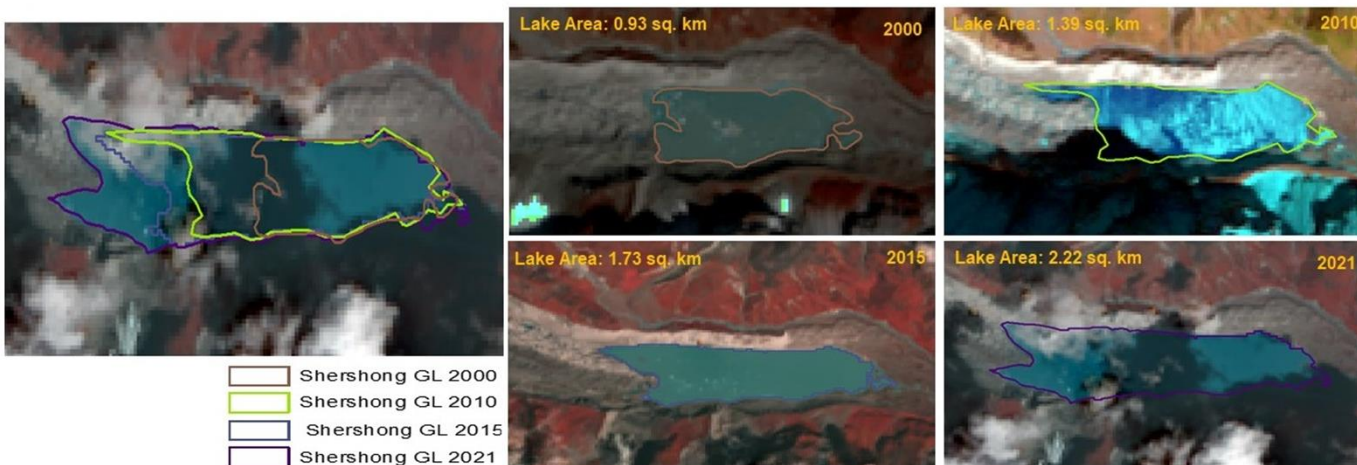 Lake Area: 0.93 sq. km
2000
Lake Area: 1.39 sq. km
2010
Lake Area: 1.73 sq. km
2015
Lake Area: 2.22 sq. km
2021
Shershong GL 2000
Shershong GL 2010
Shershong GL 2015
Shershong GL 2021